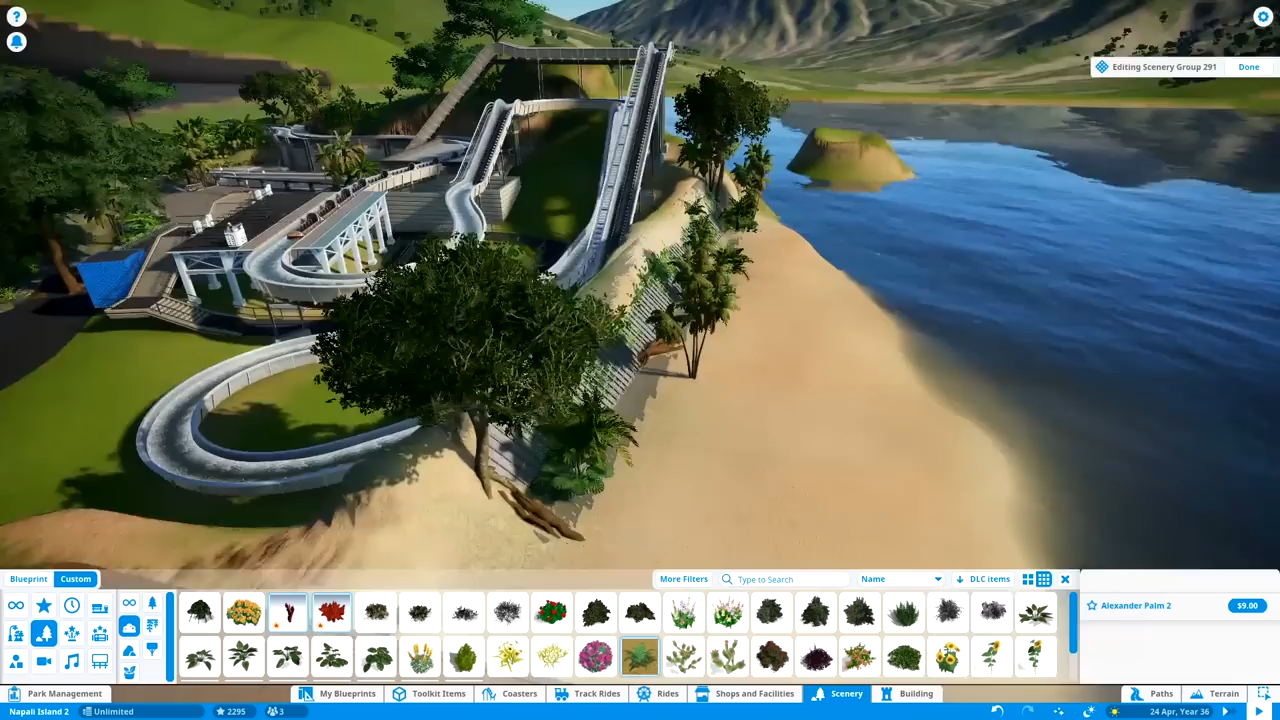 ?
Editing Scenery Group 291 Done
Blueprint Custom
More Filters Type to Search Name DLC items
Alexander Palm 2 $9.00
Park Management My Blueprints Toolkit Items Coasters Track Rides Rides Shops and Facilities Scenery Building Paths Terrain
Napali Island 2 Unlimited 2295 3 24 Apr, Year 36